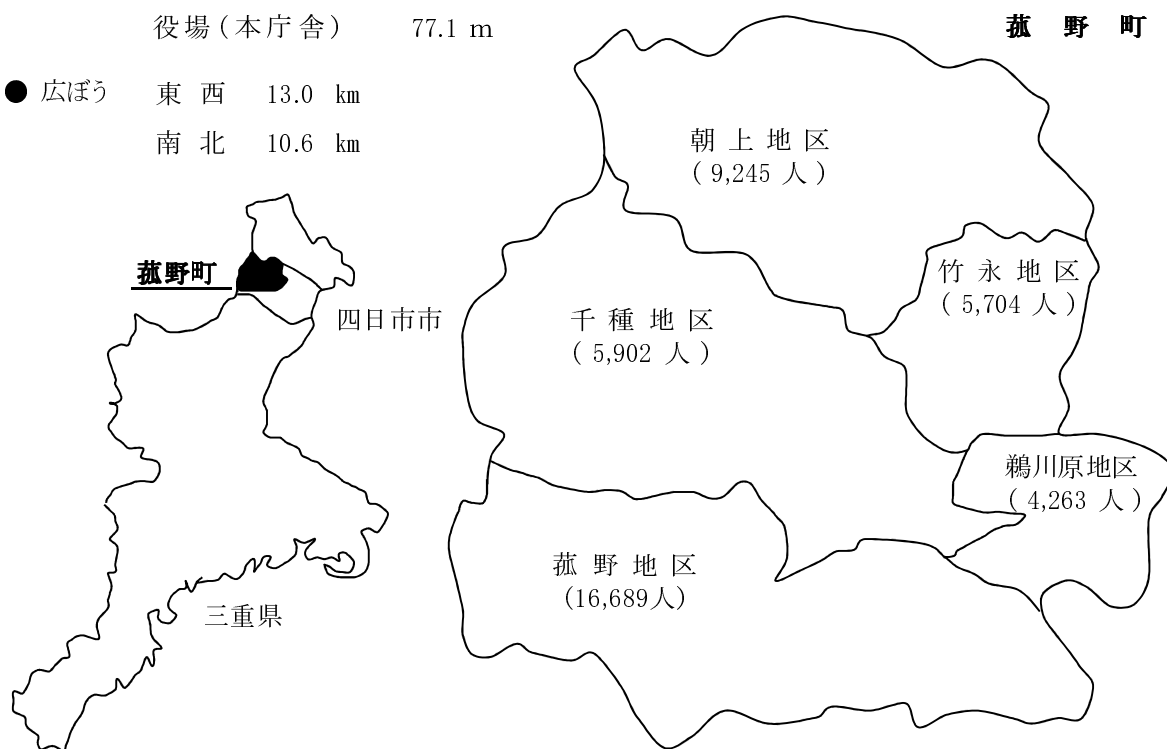 役場(本庁舎) 77.1 m
● 広ぼう 東西 13.0 km
南北 10.6 km
菰野町
四日市市
三重県
菰野町
朝上地区
(9,245 人)
竹永地区
(5,704 人)
千種地区
(5,902 人)
鵜川原地区
(4,263 人)
菰野地区
(16,689人)